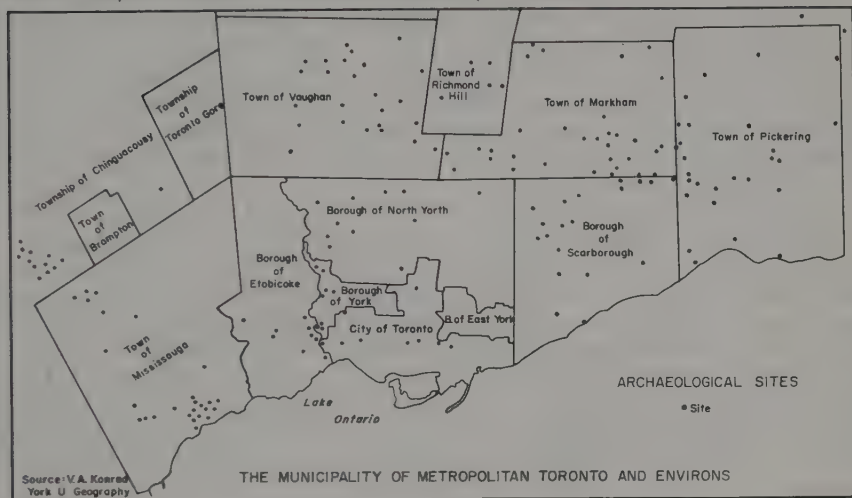 Town of Vaughan
Town of
Richmond
Hill
Town of Markham
Town of Pickering
Township
of
Toronto Gore
Township of Chinguacousy
Town
of
Brampton
Borough of North Yorth
Borough
of
Scarborough
Borough
of
Etobicoke
Borough
of York
B. of East York
City of Toronto
Town
of
Mississauga
Lake
Ontario
ARCHAEOLOGICAL SITES
Site
Source: V. A. Konrad
York U Geography
THE MUNICIPALITY OF METROPOLITAN TORONTO AND ENVIRONS